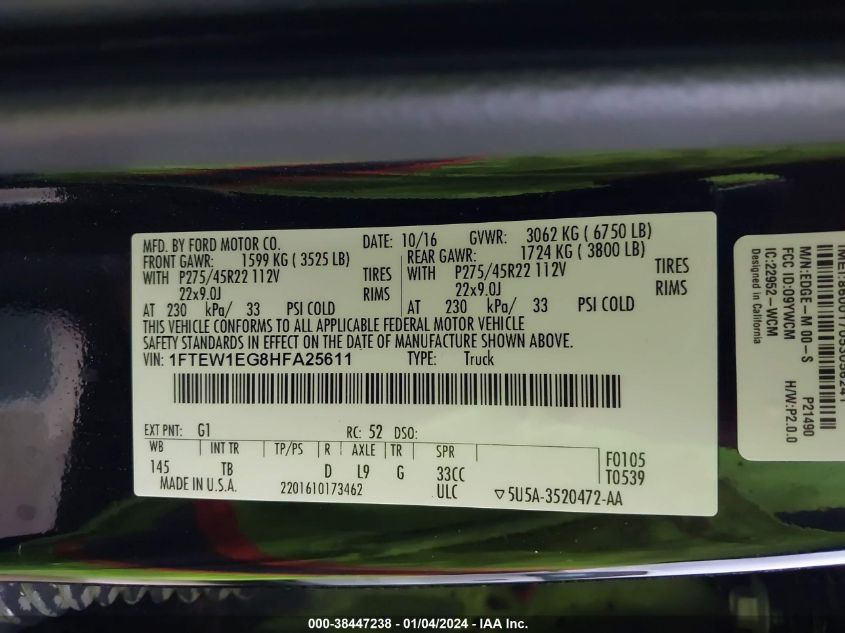 MFD. BY FORD MOTOR CO. DATE: 10/16 GVWR: 3062 KG ( 6750 LB)
FRONT GAWR: 1599 KG ( 3525 LB) REAR GAWR: 1724 KG ( 3800 LB)
WITH P275/45R22 112V TIRES WITH P275/45R22 112V TIRES
22x9.0J RIMS 22x9.0J RIMS
AT 230 kPa/ 33 PSI COLD AT 230 kPa/ 33 PSI COLD
THIS VEHICLE CONFORMS TO ALL APPLICABLE FEDERAL MOTOR VEHICLE
SAFETY STANDARDS IN EFFECT ON THE DATE OF MANUFACTURE SHOWN ABOVE.
VIN: 1FTEW1EG8HFA25611 TYPE: Truck
EXT PNT: G1 RC: 52 DSO:
WB INT TR TP/PS R AXLE TR SPR
145 TB D L9 G 33CC F0105
MADE IN U.S.A. 2201610173462 ULC T0539
▽5U5A-3520472-AA
M/N: EDGE-M 00-S P21490
FCC ID:O9YWCM H/W:P2.0.0
IC:22952-WCM
Designed in California
000-38447238 - 01/04/2024 - IAA Inc.